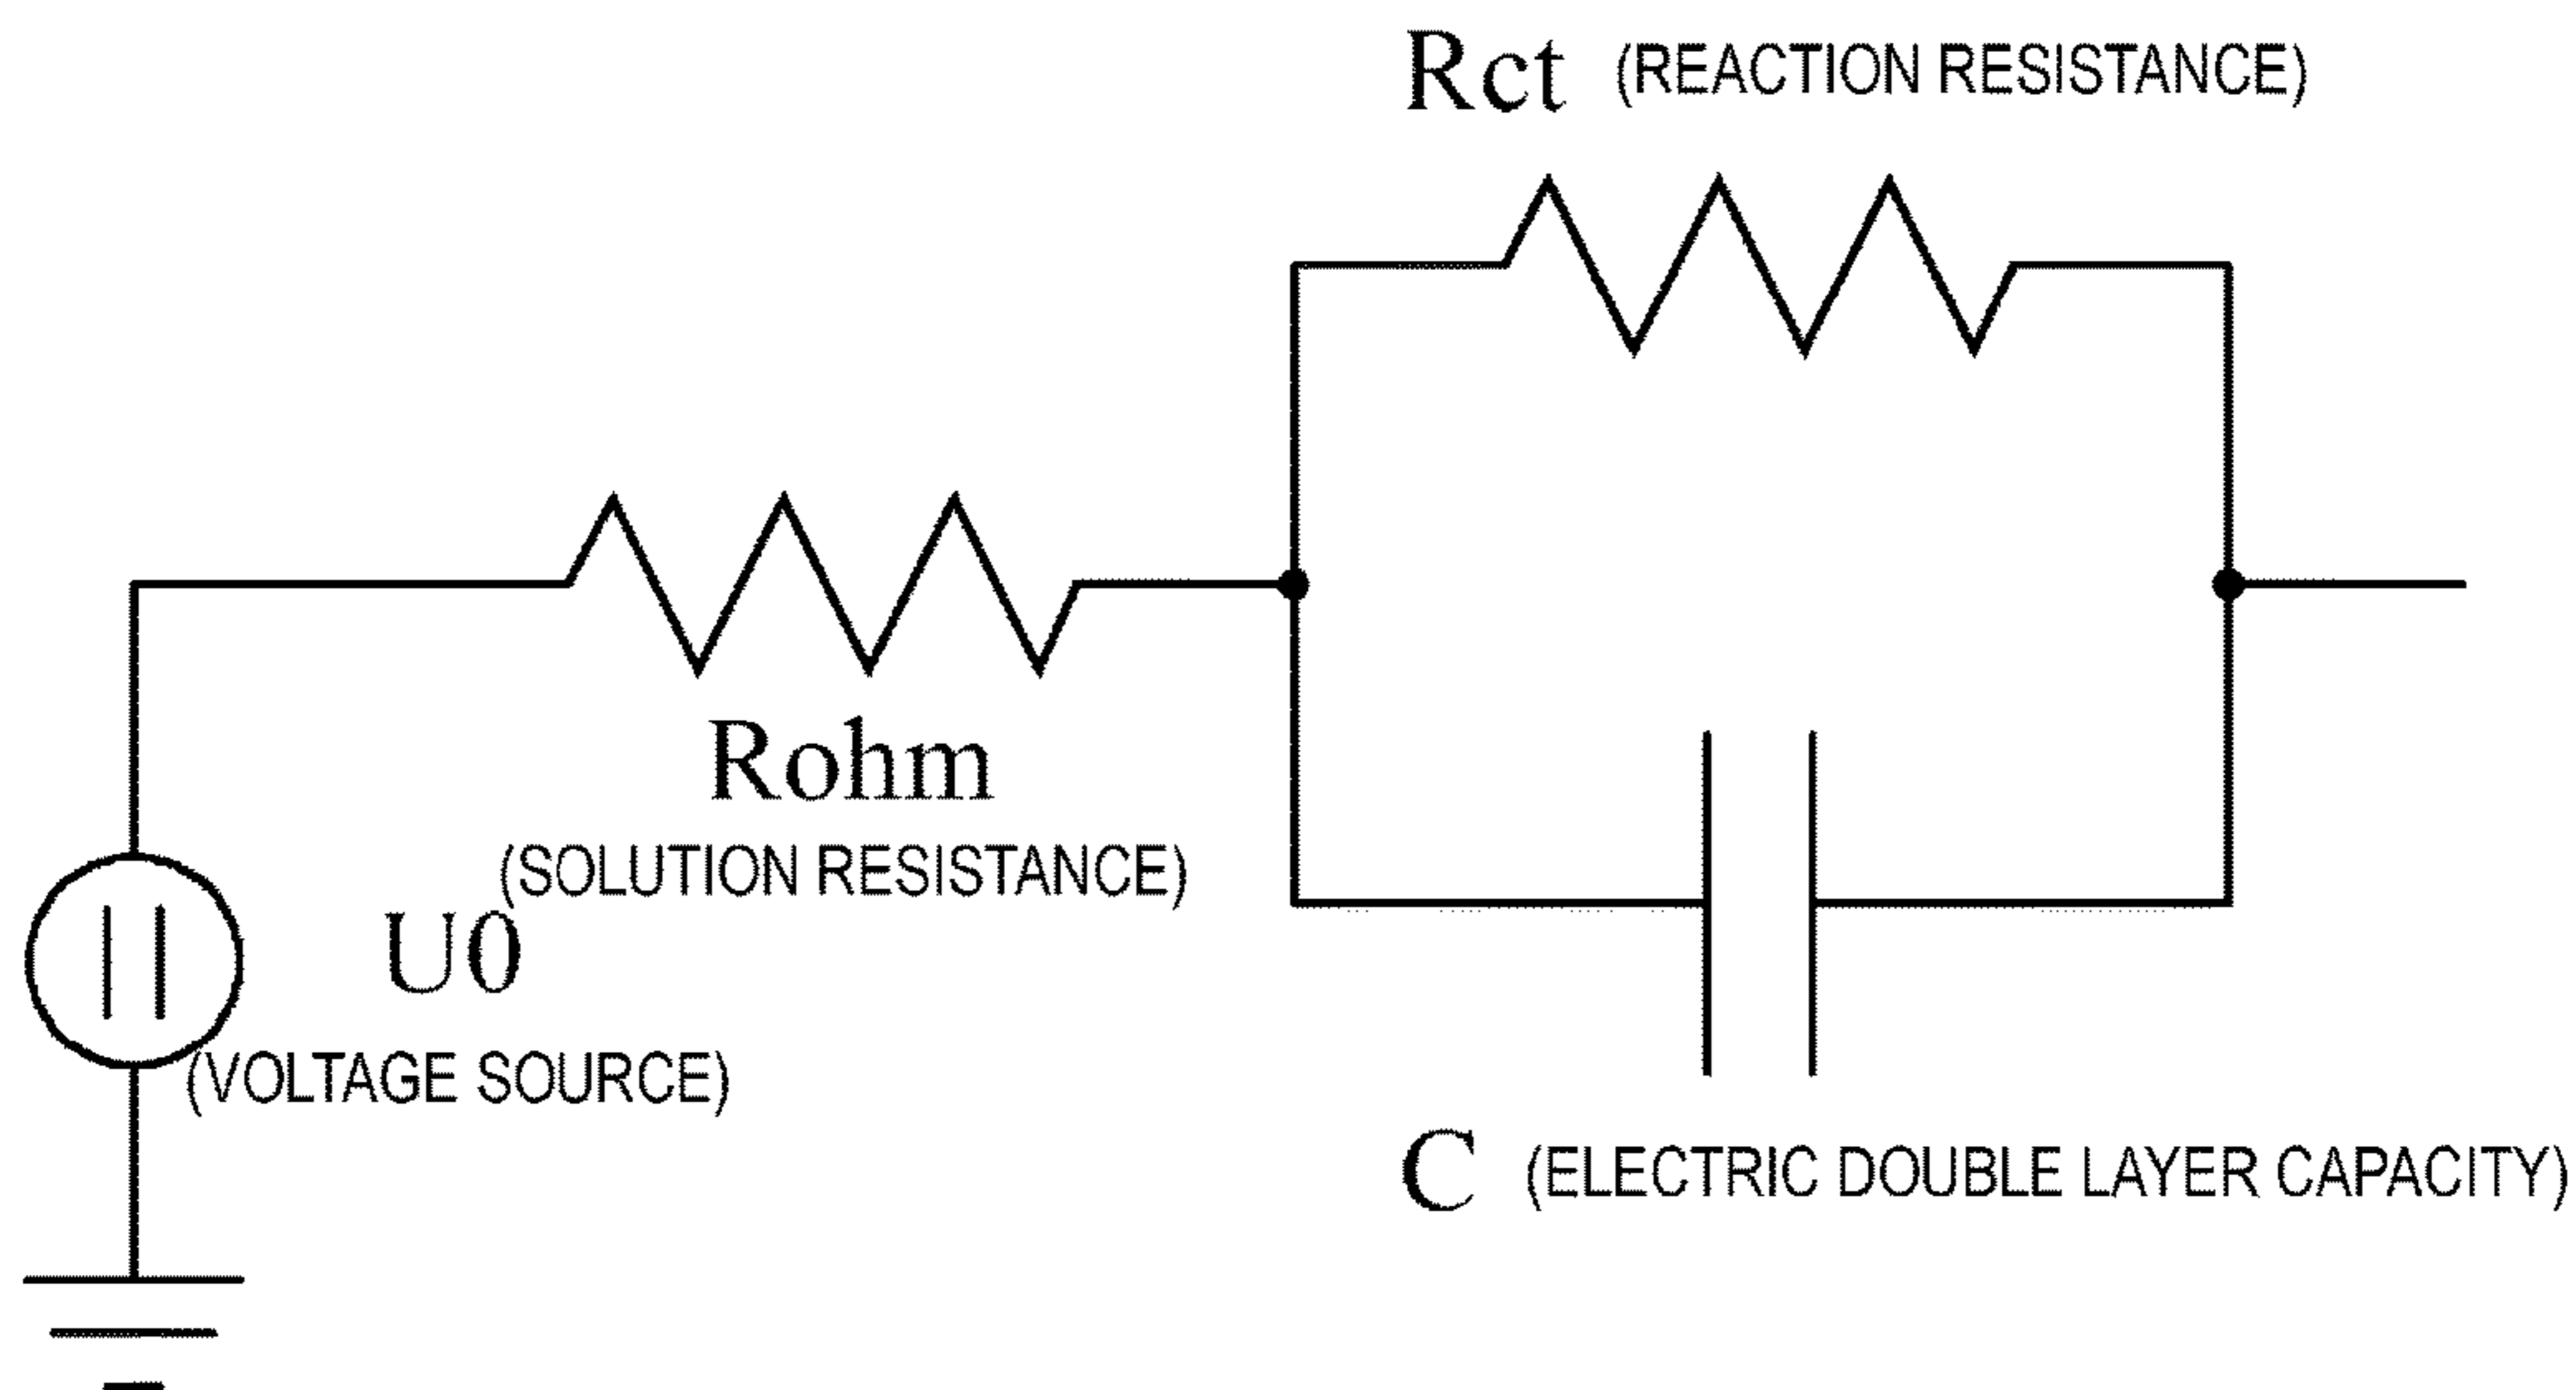 Rct (REACTION RESISTANCE)
Rohm
(SOLUTION RESISTANCE)
U0
(VOLTAGE SOURCE)
C (ELECTRIC DOUBLE LAYER CAPACITY)